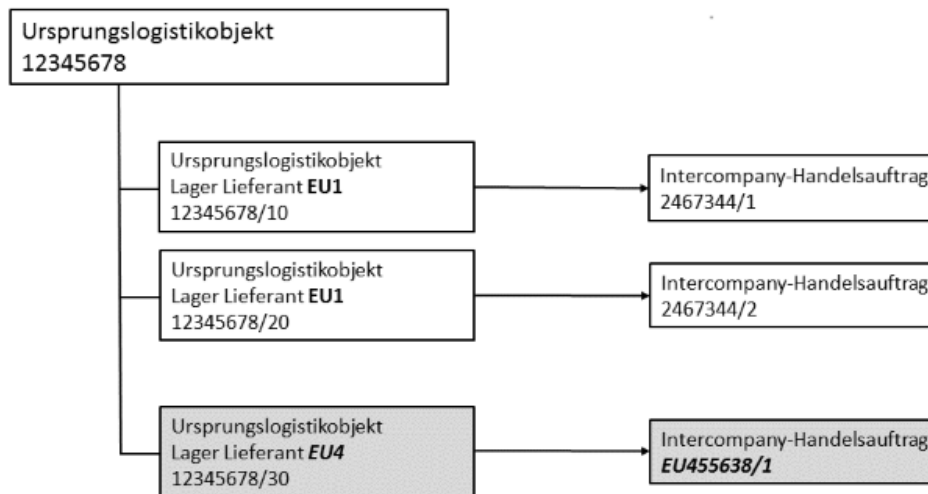 Ursprungslogistikobjekt
12345678
Ursprungslogistikobjekt
Lager Lieferant EU1
12345678/10
Intercompany-Handelsauftrag
2467344/1
Ursprungslogistikobjekt
Lager Lieferant EU1
12345678/20
Intercompany-Handelsauftrag
2467344/2
Ursprungslogistikobjekt
Lager Lieferant EU4
12345678/30
Intercompany-Handelsauftrag
EU455638/1